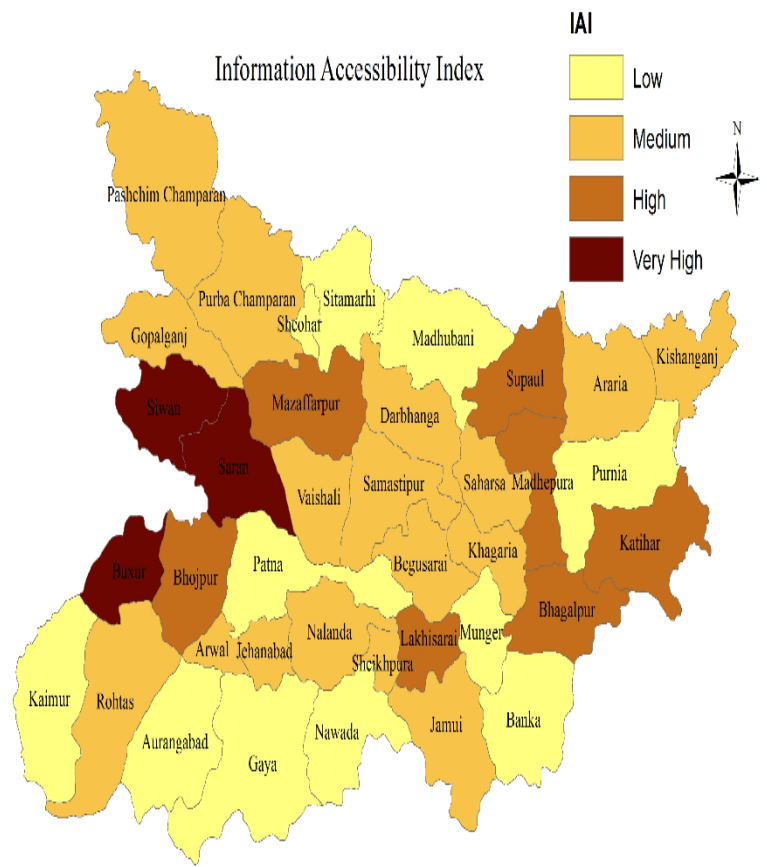 IAI
Information Accessibility Index
Low
Medium
N
High
Very High
Pashchim Champaran
Purba Champaran
Sitamarhi
Shcohar
Gopalganj
Madhubani
Kishanganj
Supaul
Araria
Siwan
Mazaffarpur
Darbhanga
Saran
Vaishali
Samastipur
Saharsa
Madhepura
Purnia
Katihar
Khagaria
Begusarai
Patna
Buxur
Bhojpur
Bhagalpur
Nalanda
Lakhisarai
Munger
Arwal
Jehanabad
Sheikhpura
Kaimur
Rohtas
Nawada
Jamui
Banka
Aurangabad
Gaya